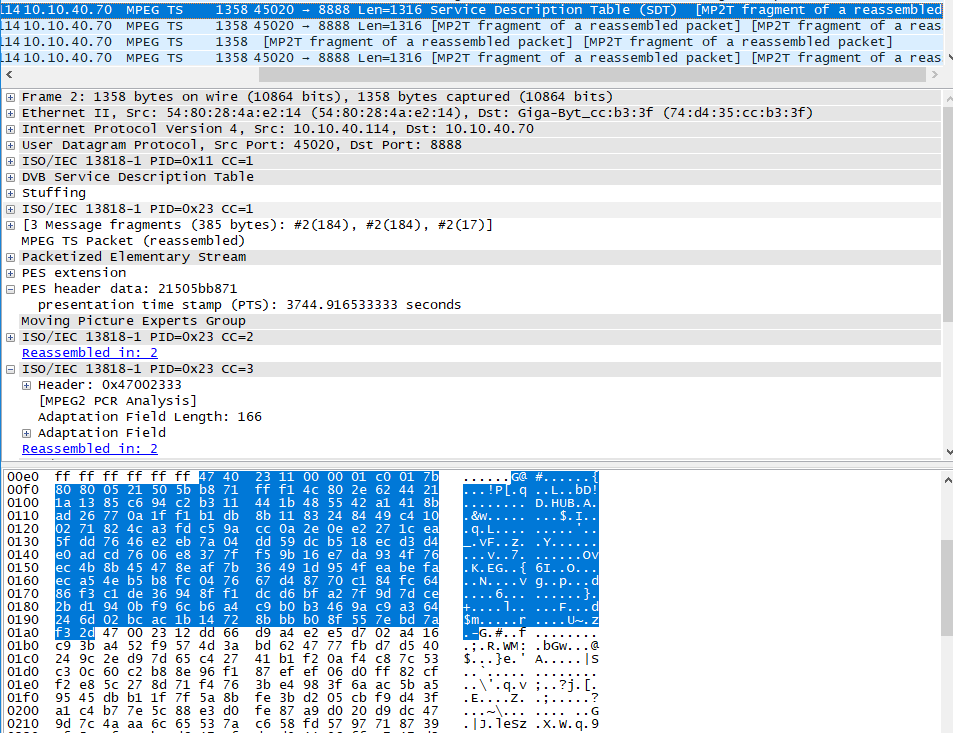 .14 10.10.40.70 MPEG TS 1358 45020 → 8888 Len=1316 Service Description Table (SDT) [MP2T fragment of a reassembled
.14 10.10.40.70 MPEG TS 1358 45020 → 8888 Len=1316 [MP2T fragment of a reassembled packet] [MP2T fragment of a reas
.14 10.10.40.70 MPEG TS 1358 [MP2T fragment of a reassembled packet] [MP2T fragment of a reassembled packet]
.14 10.10.40.70 MPEG TS 1358 45020 → 8888 Len=1316 [MP2T fragment of a reassembled packet] [MP2T fragment of a reas
Frame 2: 1358 bytes on wire (10864 bits), 1358 bytes captured (10864 bits)
Ethernet II, Src: 54:80:28:4a:e2:14 (54:80:28:4a:e2:14), Dst: Giga-Byt_cc:b3:3f (74:d4:35:cc:b3:3f)
Internet Protocol Version 4, Src: 10.10.40.114, Dst: 10.10.40.70
User Datagram Protocol, Src Port: 45020, Dst Port: 8888
ISO/IEC 13818-1 PID=0x11 CC=1
DVB Service Description Table
Stuffing
ISO/IEC 13818-1 PID=0x23 CC=1
[3 Message fragments (385 bytes): #2(184), #2(184), #2(17)]
MPEG TS Packet (reassembled)
Packetized Elementary Stream
PES extension
PES header data: 21505bb871
presentation time stamp (PTS): 3744.916533333 seconds
Moving Picture Experts Group
ISO/IEC 13818-1 PID=0x23 CC=2
Reassembled in: 2
ISO/IEC 13818-1 PID=0x23 CC=3
Header: 0x47002333
[MPEG2 PCR Analysis]
Adaptation Field Length: 166
Adaptation Field
Reassembled in: 2
00e0 ff ff ff ff ff ff 47 40 23 11 00 00 01 c0 01 7b ......G@ #......{
00f0 80 80 05 21 50 5b b8 71 ff f1 4c 80 2e 62 44 21 ...!P[.q ..L..bD!
0100 1a 13 85 c6 94 c2 b3 11 44 1b 48 55 42 a1 41 8b ........ D.HUB.A.
0110 ad 26 77 0a 1f f1 b1 db 8b 11 83 24 84 49 c4 10 .&w..... ...$.I..
0120 02 71 82 4c a3 fd c5 9a cc 0a 2e 0e e2 27 1c ea .q.L.... .....'..
0130 5f dd 76 46 e2 eb 7a 04 dd 59 dc b5 18 ec d3 d4 _.vF..z. .Y......
0140 e0 ad cd 76 06 e8 37 7f f5 9b 16 e7 da 93 4f 76 ...v..7. ......Ov
0150 ec 4b 8b 45 47 8e af 7b 36 49 1d 95 4f ea be fa .K.EG..{ 6I..O...
0160 ec a5 4e b5 b8 fc 04 76 67 d4 87 70 c1 84 fc 64 ..N....v g..p...d
0170 86 f3 c1 de 36 94 8f f1 dc d6 bf a2 7f 9d 7d ce ....6... ......}.
0180 2b d1 94 0b f9 6c b6 a4 c9 b0 b3 46 9a c9 a3 64 +....l.. ...F...d
0190 24 6d 02 bc ac 1b 14 72 8b bb b0 8f 55 7e bd 7a $m.....r ....U~.z
01a0 f3 2d 47 00 23 12 dd 66 d9 a4 e2 e5 d7 02 a4 16 .-G.#..f ........
01b0 c9 3b a4 52 f9 57 4d 3a bd 62 47 77 fb d7 d5 40 .;.R.WM: .bGw...@
01c0 24 9c 2e d9 7d 65 c4 27 41 b1 f2 0a f4 c8 7c 53 $...}e.' A.....|S
01d0 c3 0c 60 c2 b8 8e 96 f1 87 ef ef 06 d0 ff 82 cf ..`..... ........
01e0 f2 e8 5c 27 8d 71 f4 76 3b e4 98 3f 6a ac 5b a5 ..\'.q.v ;..?j.[.
01f0 95 45 db b1 1f 7f 5a 8b fe 3b d2 05 cb f9 d4 3f .E....Z. .;.....?
0200 a1 c4 b7 7e 5c 88 e3 d0 fe 87 a9 d0 20 d9 dc 47 ...~\... .... ..G
0210 9d 7c 4a aa 6c 65 53 7a c6 58 fd 57 97 71 87 39 .|J.leSz .X.W.q.9